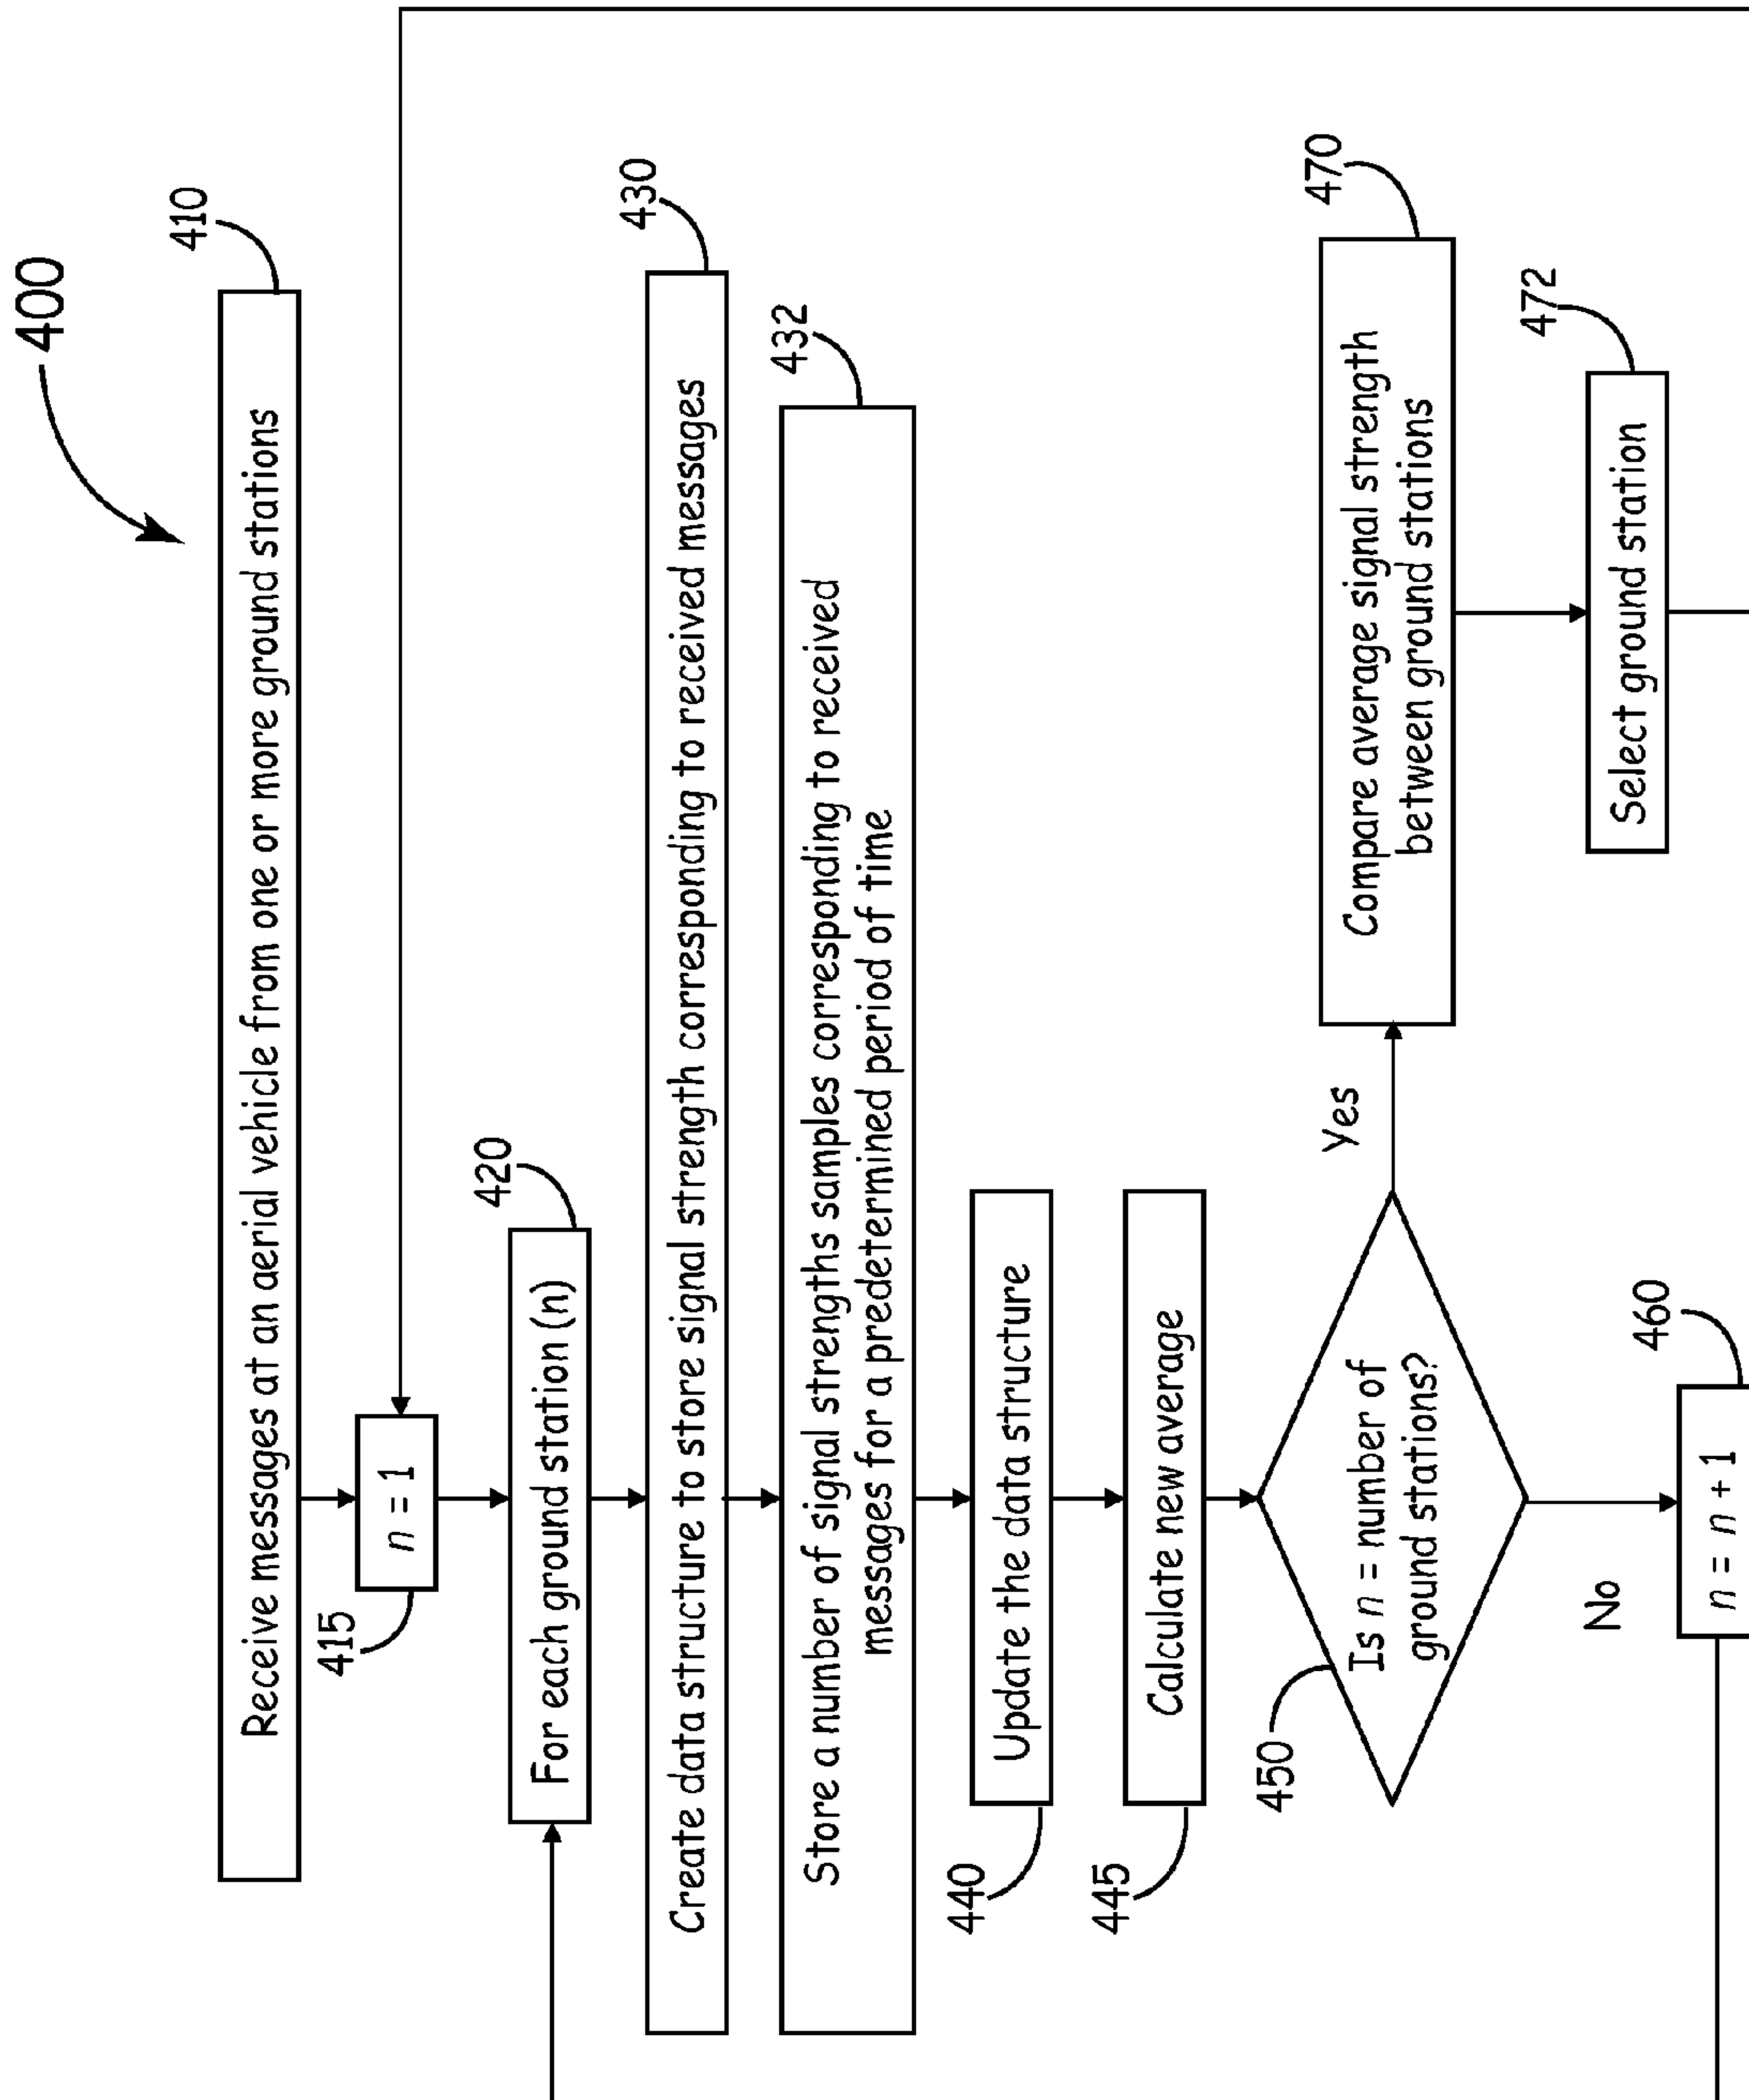 400
410
Receive messages at an aerial vehicle from one or more ground stations
415
n = 1
420
For each ground station (n)
430
Create data structure to store signal strength corresponding to received messages
432
Store a number of signal strengths samples corresponding to received
messages for a predetermined period of time
440
Update the data structure
445
Calculate new average
450
Is n = number of
ground stations?
Yes
470
Compare average signal strength
between ground stations
472
Select ground station
No
460
n = n + 1